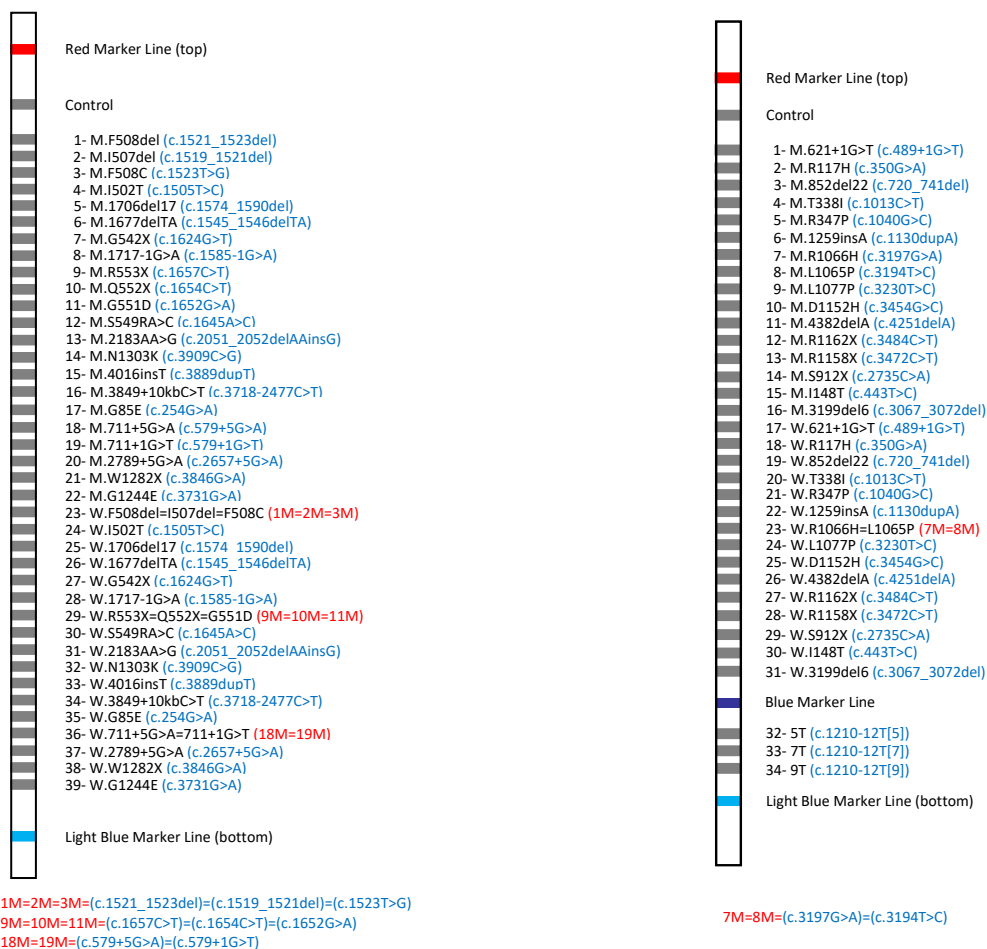 Red Marker Line (top)
Control
1- M.F508del (c.1521_1523del)
2- M.I507del (c.1519_1521del)
3- M.F508C (c.1523T>G)
4- M.I502T (c.1505T>C)
5- M.1706del17 (c.1574_1590del)
6- M.1677delTA (c.1545_1546delTA)
7- M.G542X (c.1624G>T)
8- M.1717-1G>A (c.1585-1G>A)
9- M.R553X (c.1657C>T)
10- M.Q552X (c.1654C>T)
11- M.G551D (c.1652G>A)
12- M.S549RA>C (c.1645A>C)
13- M.2183AA>G (c.2051_2052delAAinsG)
14- M.N1303K (c.3909C>G)
15- M.4016insT (c.3889dupT)
16- M.3849+10kbC>T (c.3718-2477C>T)
17- M.G85E (c.254G>A)
18- M.711+5G>A (c.579+5G>A)
19- M.711+1G>T (c.579+1G>T)
20- M.2789+5G>A (c.2657+5G>A)
21- M.W1282X (c.3846G>A)
22- M.G1244E (c.3731G>A)
23- W.F508del=I507del=F508C (1M=2M=3M)
24- W.I502T (c.1505T>C)
25- W.1706del17 (c.1574_1590del)
26- W.1677delTA (c.1545_1546delTA)
27- W.G542X (c.1624G>T)
28- W.1717-1G>A (c.1585-1G>A)
29- W.R553X=Q552X=G551D (9M=10M=11M)
30- W.S549RA>C (c.1645A>C)
31- W.2183AA>G (c.2051_2052delAAinsG)
32- W.N1303K (c.3909C>G)
33- W.4016insT (c.3889dupT)
34- W.3849+10kbC>T (c.3718-2477C>T)
35- W.G85E (c.254G>A)
36- W.711+5G>A=711+1G>T (18M=19M)
37- W.2789+5G>A (c.2657+5G>A)
38- W.W1282X (c.3846G>A)
39- W.G1244E (c.3731G>A)
Light Blue Marker Line (bottom)
1M=2M=3M=(c.1521_1523del)=(c.1519_1521del)=(c.1523T>G)
9M=10M=11M=(c.1657C>T)=(c.1654C>T)=(c.1652G>A)
18M=19M=(c.579+5G>A)=(c.579+1G>T)
Red Marker Line (top)
Control
1- M.621+1G>T (c.489+1G>T)
2- M.R117H (c.350G>A)
3- M.852del22 (c.720_741del)
4- M.T338I (c.1013C>T)
5- M.R347P (c.1040G>C)
6- M.1259insA (c.1130dupA)
7- M.R1066H (c.3197G>A)
8- M.L1065P (c.3194T>C)
9- M.L1077P (c.3230T>C)
10- M.D1152H (c.3454G>C)
11- M.4382delA (c.4251delA)
12- M.R1162X (c.3484C>T)
13- M.R1158X (c.3472C>T)
14- M.S912X (c.2735C>A)
15- M.I148T (c.443T>C)
16- M.3199del6 (c.3067_3072del)
17- W.621+1G>T (c.489+1G>T)
18- W.R117H (c.350G>A)
19- W.852del22 (c.720_741del)
20- W.T338I (c.1013C>T)
21- W.R347P (c.1040G>C)
22- W.1259insA (c.1130dupA)
23- W.R1066H=L1065P (7M=8M)
24- W.L1077P (c.3230T>C)
25- W.D1152H (c.3454G>C)
26- W.4382delA (c.4251delA)
27- W.R1162X (c.3484C>T)
28- W.R1158X (c.3472C>T)
29- W.S912X (c.2735C>A)
30- W.I148T (c.443T>C)
31- W.3199del6 (c.3067_3072del)
Blue Marker Line
32- 5T (c.1210-12T[5])
33- 7T (c.1210-12T[7])
34- 9T (c.1210-12T[9])
Light Blue Marker Line (bottom)
7M=8M=(c.3197G>A)=(c.3194T>C)